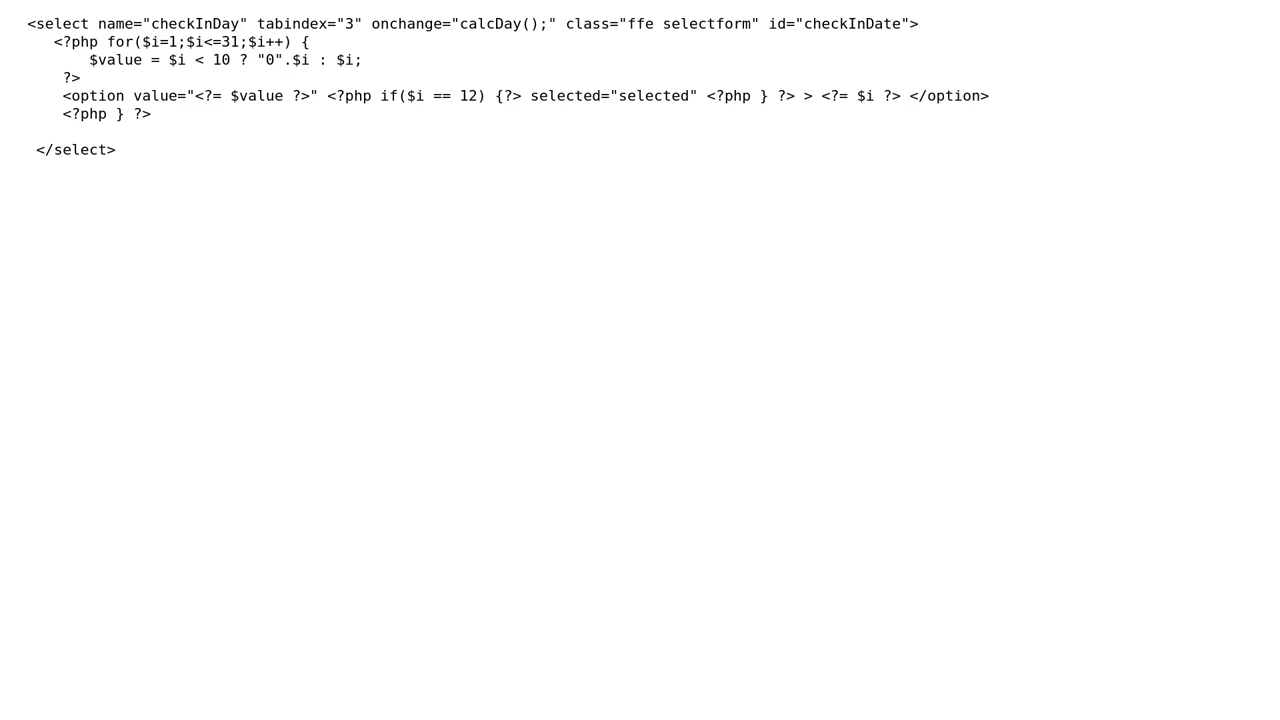 <select name="checkInDay" tabindex="3" onchange="calcDay();" class="ffe selectform" id="checkInDate">
<?php for($i=1;$i<=31;$i++) {
$value = $i < 10 ? "0".$i : $i;
?>
<option value="<?= $value ?>" <?php if($i == 12) {?> selected="selected" <?php } ?> > <?= $i ?> </option>
<?php } ?>
</select>